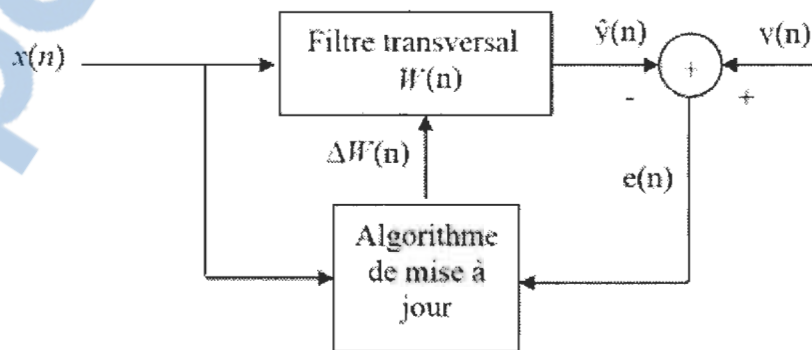 x(n)
Filtre transversal
W(n)
ŷ(n)
v(n)
+
-
+
ΔW(n)
e(n)
Algorithme
de mise à
jour